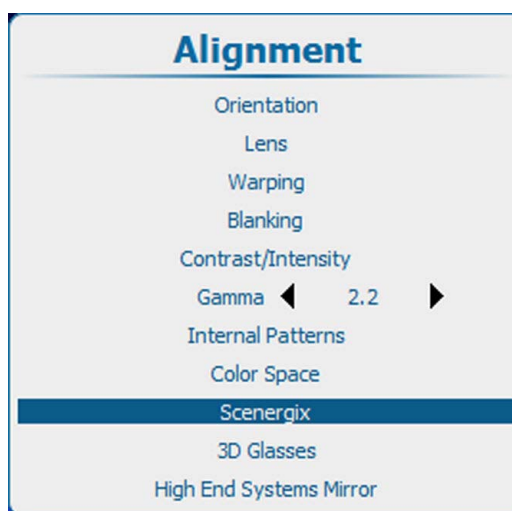 Alignment
Orientation
Lens
Warping
Blanking
Contrast/Intensity
Gamma 2.2
Internal Patterns
Color Space
Scenergix
3D Glasses
High End Systems Mirror